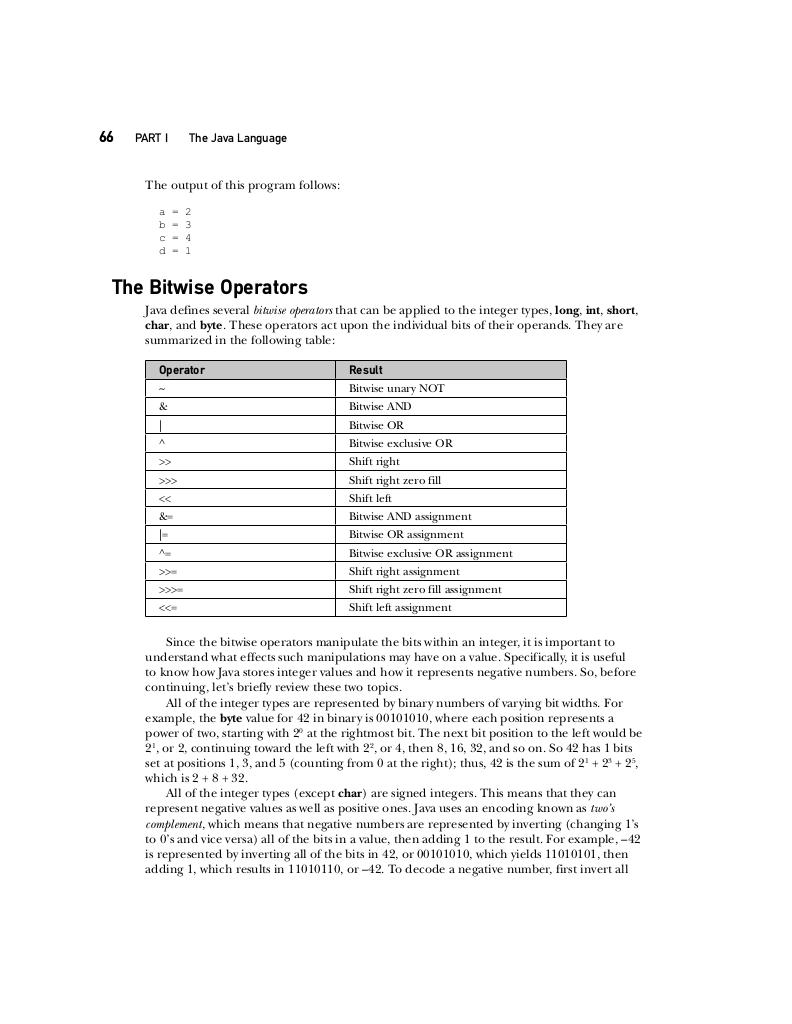 66 PART I The Java Language
The output of this program follows:
a = 2
b = 3
c = 4
d = 1
The Bitwise Operators
Java defines several bitwise operators that can be applied to the integer types, long, int, short,
char, and byte. These operators act upon the individual bits of their operands. They are
summarized in the following table:
Operator Result
~ Bitwise unary NOT
& Bitwise AND
| Bitwise OR
^ Bitwise exclusive OR
>> Shift right
>>> Shift right zero fill
<< Shift left
&= Bitwise AND assignment
|= Bitwise OR assignment
^= Bitwise exclusive OR assignment
>>= Shift right assignment
>>>= Shift right zero fill assignment
<<= Shift left assignment
Since the bitwise operators manipulate the bits within an integer, it is important to
understand what effects such manipulations may have on a value. Specifically, it is useful
to know how Java stores integer values and how it represents negative numbers. So, before
continuing, let's briefly review these two topics.
All of the integer types are represented by binary numbers of varying bit widths. For
example, the byte value for 42 in binary is 00101010, where each position represents a
power of two, starting with 2⁰ at the rightmost bit. The next bit position to the left would be
2¹, or 2, continuing toward the left with 2², or 4, then 8, 16, 32, and so on. So 42 has 1 bits
set at positions 1, 3, and 5 (counting from 0 at the right); thus, 42 is the sum of 2¹ + 2³ + 2⁵,
which is 2 + 8 + 32.
All of the integer types (except char) are signed integers. This means that they can
represent negative values as well as positive ones. Java uses an encoding known as two's
complement, which means that negative numbers are represented by inverting (changing 1's
to 0's and vice versa) all of the bits in a value, then adding 1 to the result. For example, –42
is represented by inverting all of the bits in 42, or 00101010, which yields 11010101, then
adding 1, which results in 11010110, or –42. To decode a negative number, first invert all